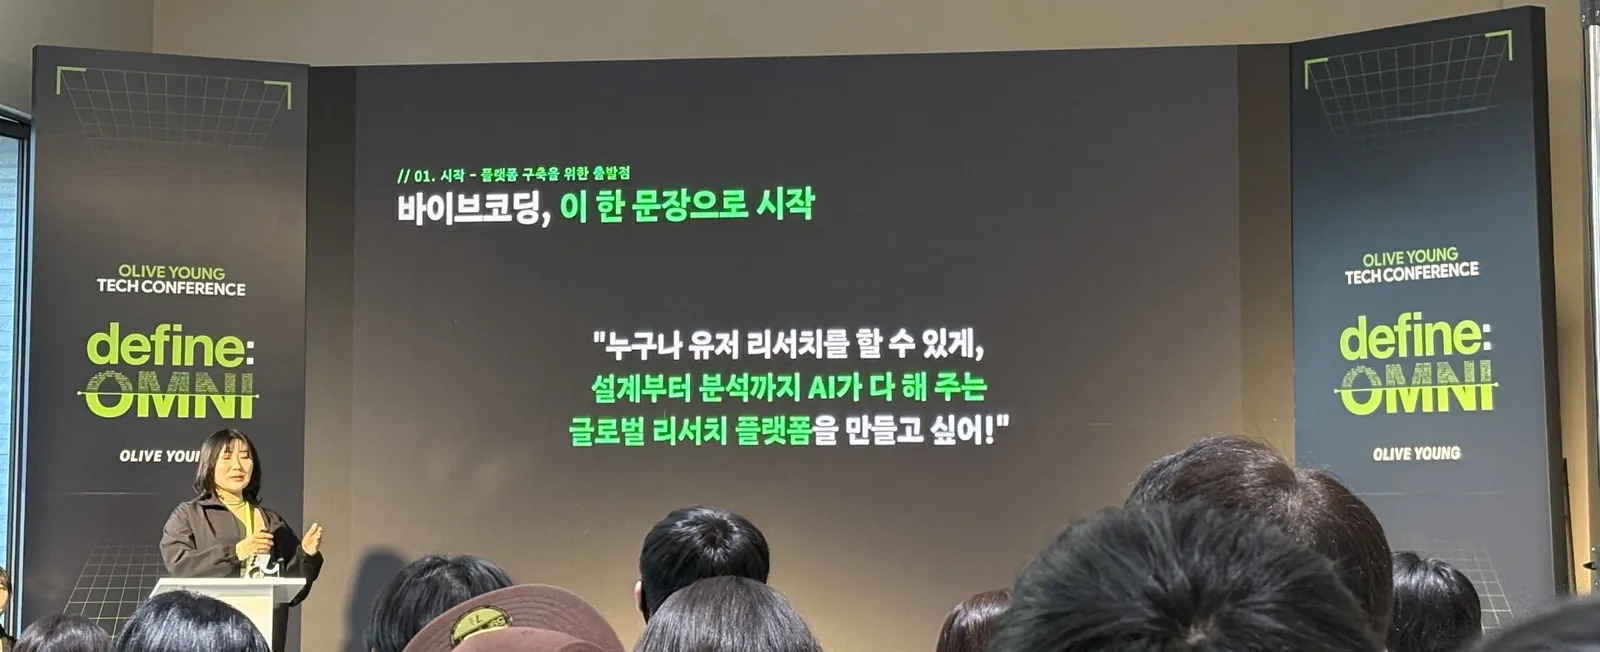 OLIVE YOUNG
TECH CONFERENCE
define:
OMNI
OLIVE
// 01. 시작 - 플랫폼 구축을 위한 출발점
바이브코딩, 이 한 문장으로 시작
"누구나 유저 리서치를 할 수 있게,
설계부터 분석까지 AI가 다 해 주는
글로벌 리서치 플랫폼을 만들고 싶어!"
OLIVE YOUNG
TECH CONFERENCE
define:
OMNI
OLIVE YOUNG